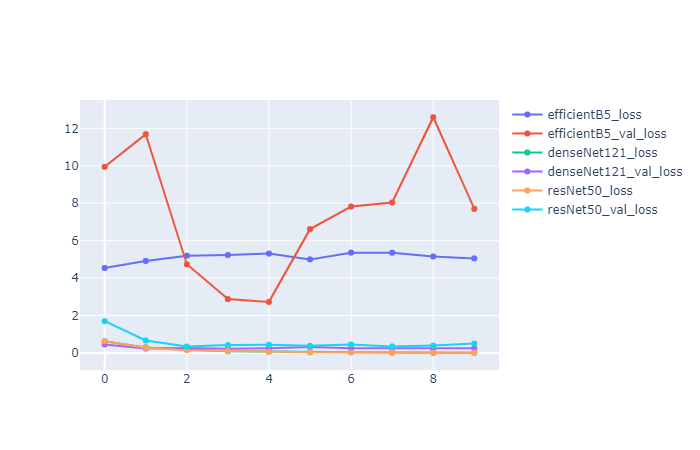 efficientB5_loss
efficientB5_val_loss
denseNet121_loss
denseNet121_val_loss
resNet50_loss
resNet50_val_loss
12
10
8
6
4
2
0
0 2 4 6 8